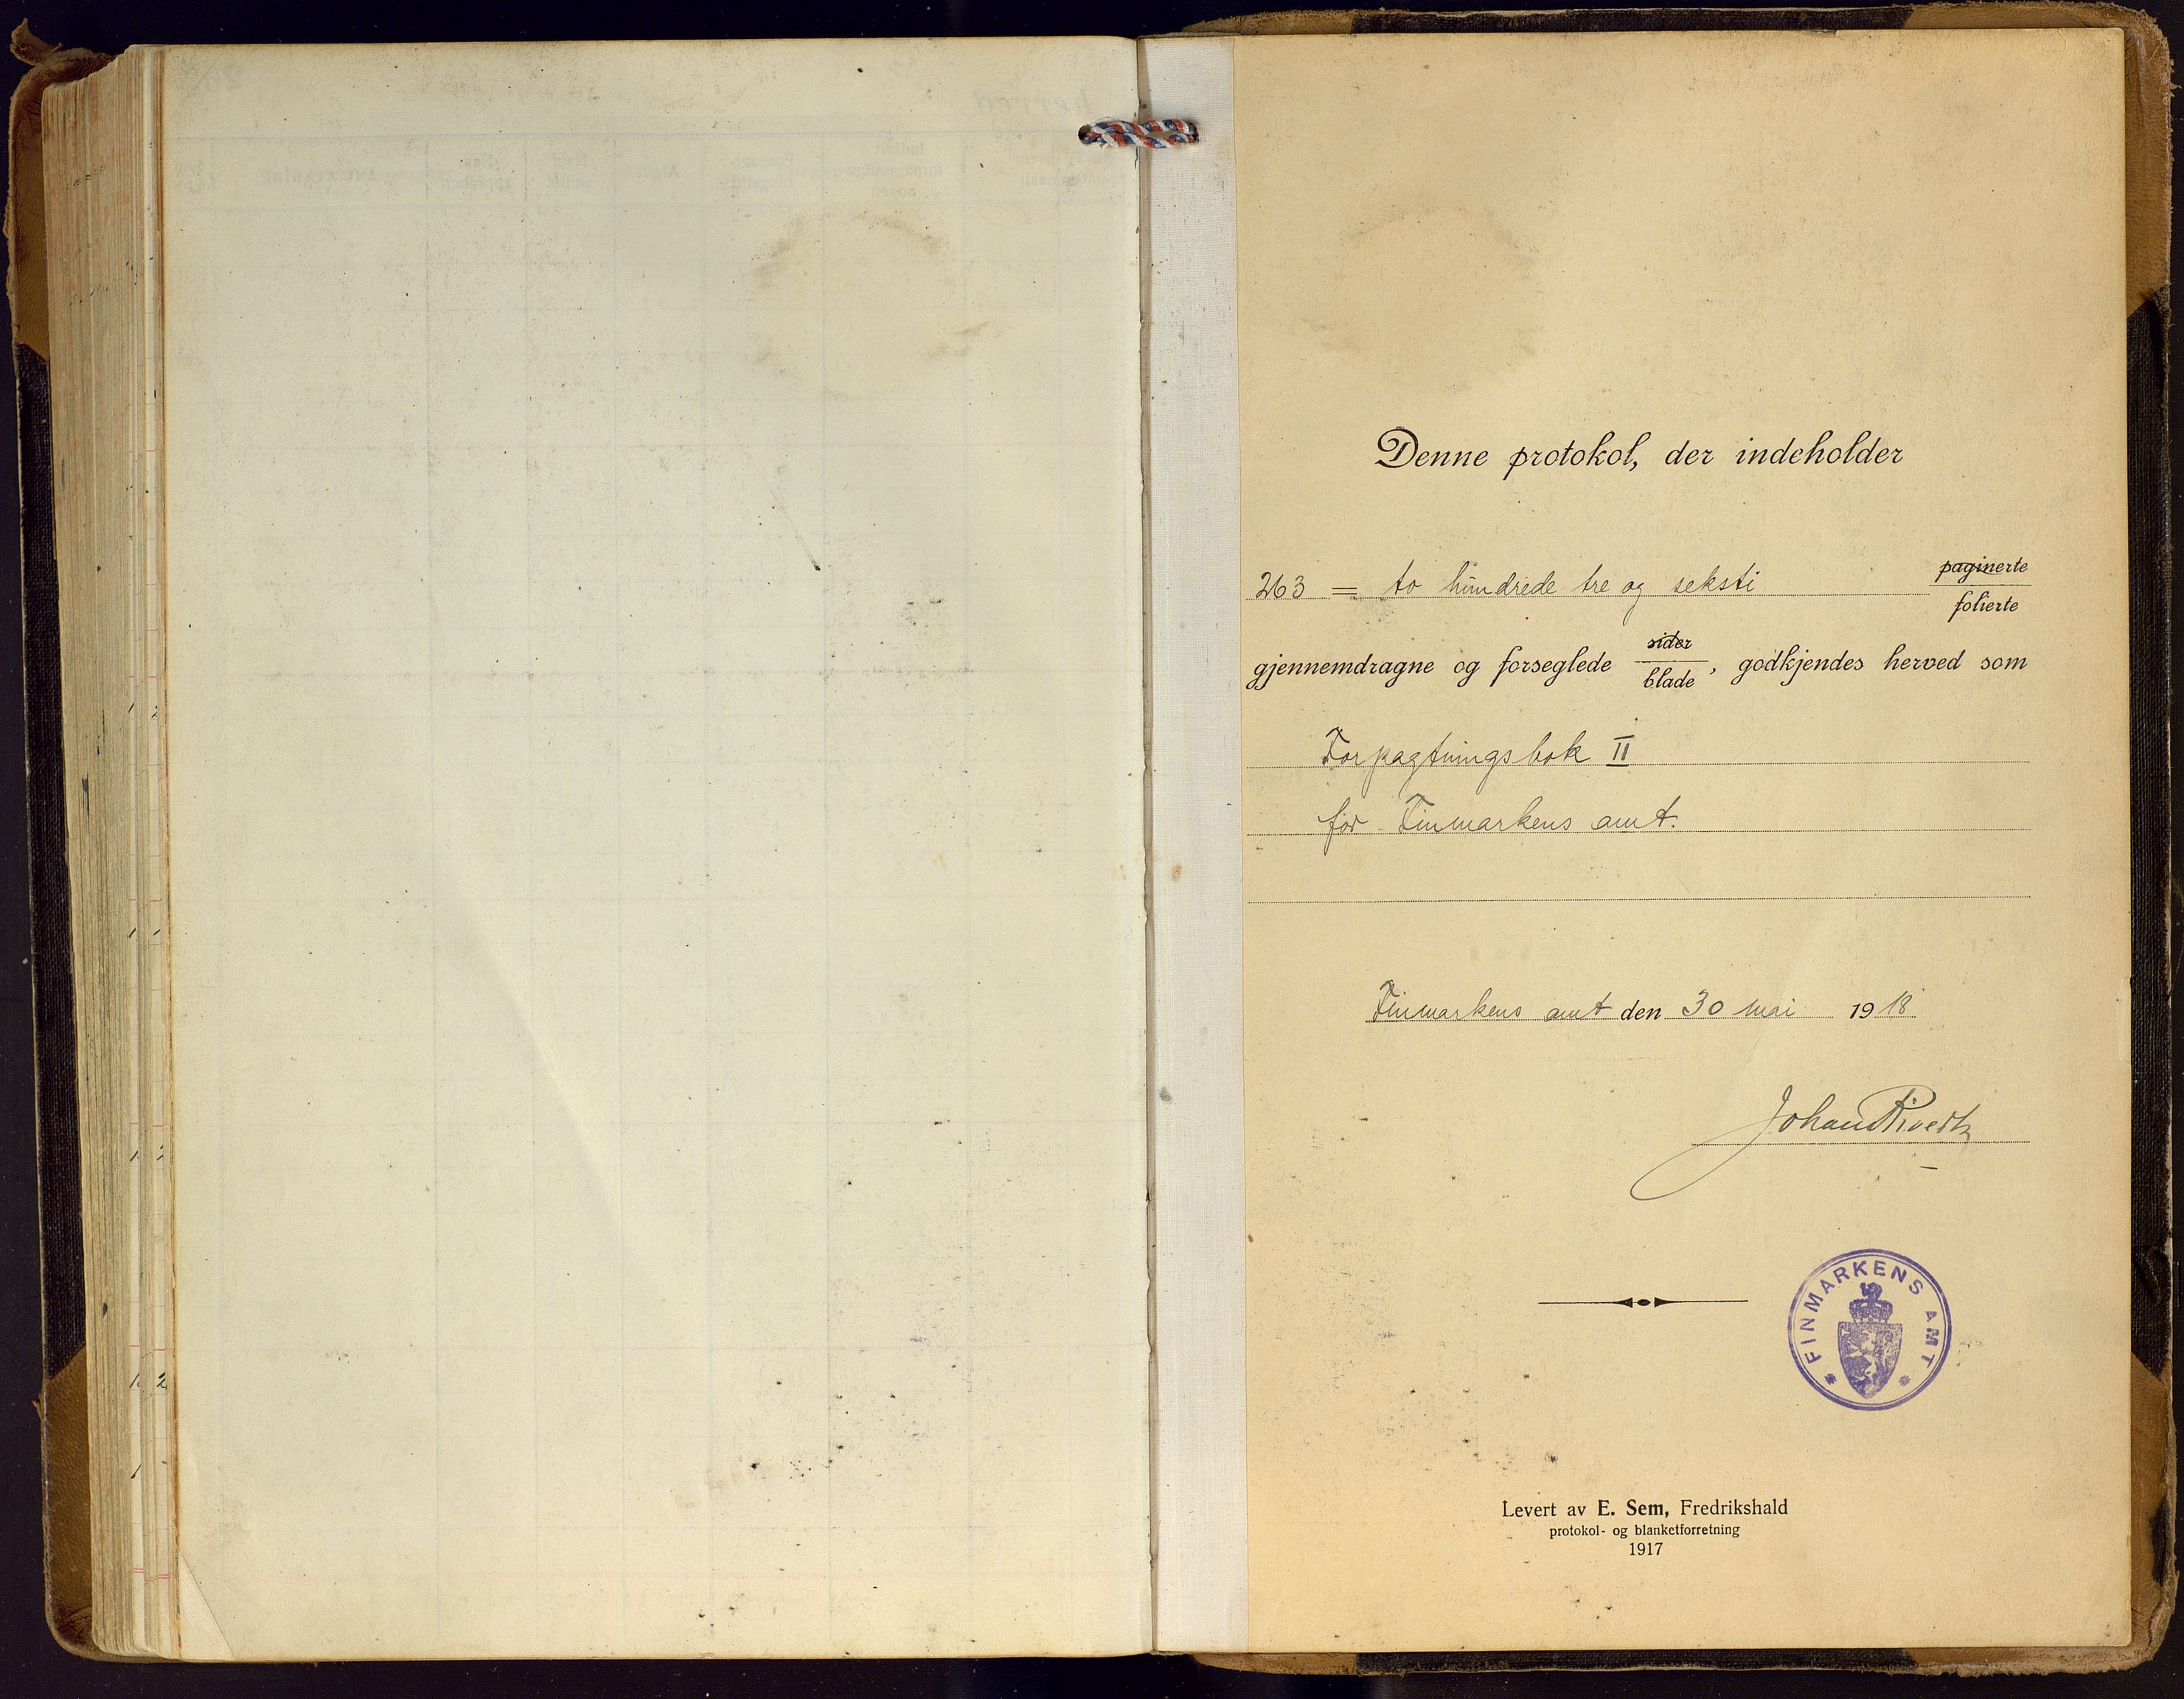 Denne protokol, der indeholder
263 = to hundrede tre og seksti paginerte
folierte
gjennemdragne og forseglede sider
blade, godkjendes herved som
Forpagtningsbok II
for Finmarkens amt.
Finmarkens amt den 30 mai 1918
Johan Rivertz
FINMARKENS AMT
Levert av E. Sem, Fredrikshald
protokol- og blanketforretning
1917